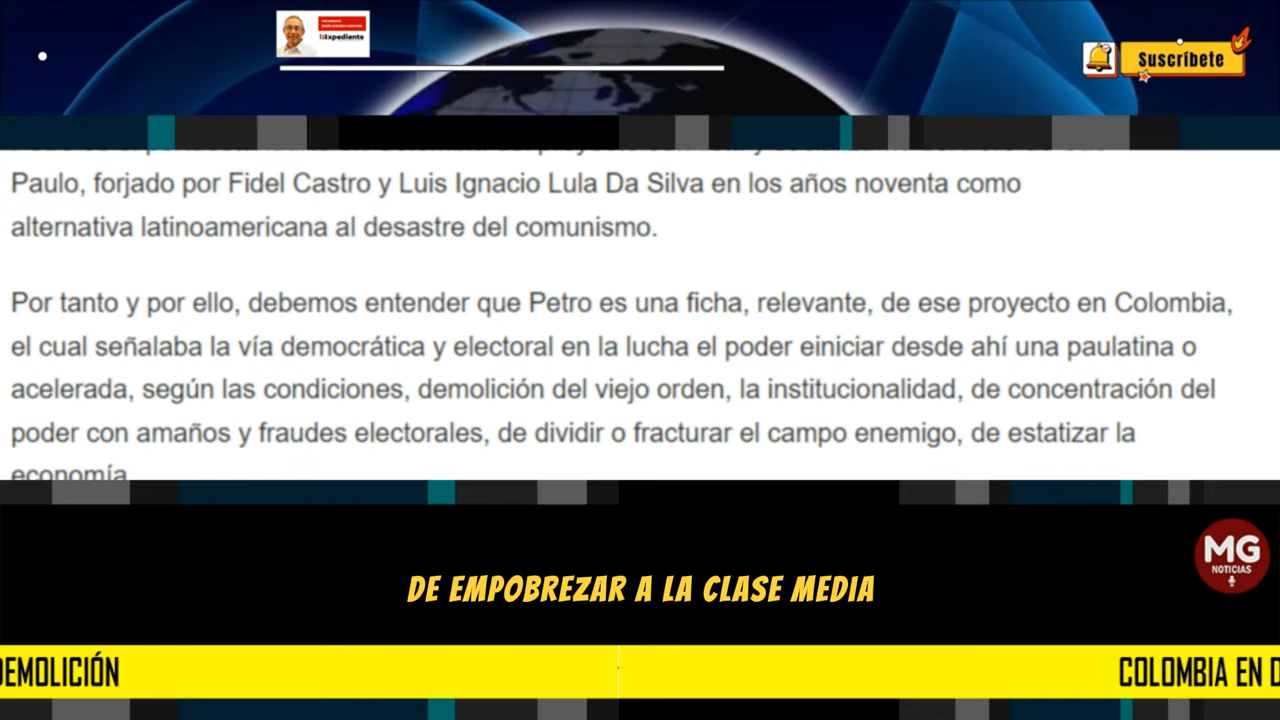 Expediente
Suscríbete
Paulo, forjado por Fidel Castro y Luis Ignacio Lula Da Silva en los años noventa como
alternativa latinoamericana al desastre del comunismo.
Por tanto y por ello, debemos entender que Petro es una ficha, relevante, de ese proyecto en Colombia,
el cual señalaba la vía democrática y electoral en la lucha el poder einiciar desde ahí una paulatina o
acelerada, según las condiciones, demolición del viejo orden, la institucionalidad, de concentración del
poder con amaños y fraudes electorales, de dividir o fracturar el campo enemigo, de estatizar la
economía
MG
NOTICIAS
DE EMPOBREZAR A LA CLASE MEDIA
DEMOLICIÓN
COLOMBIA EN D